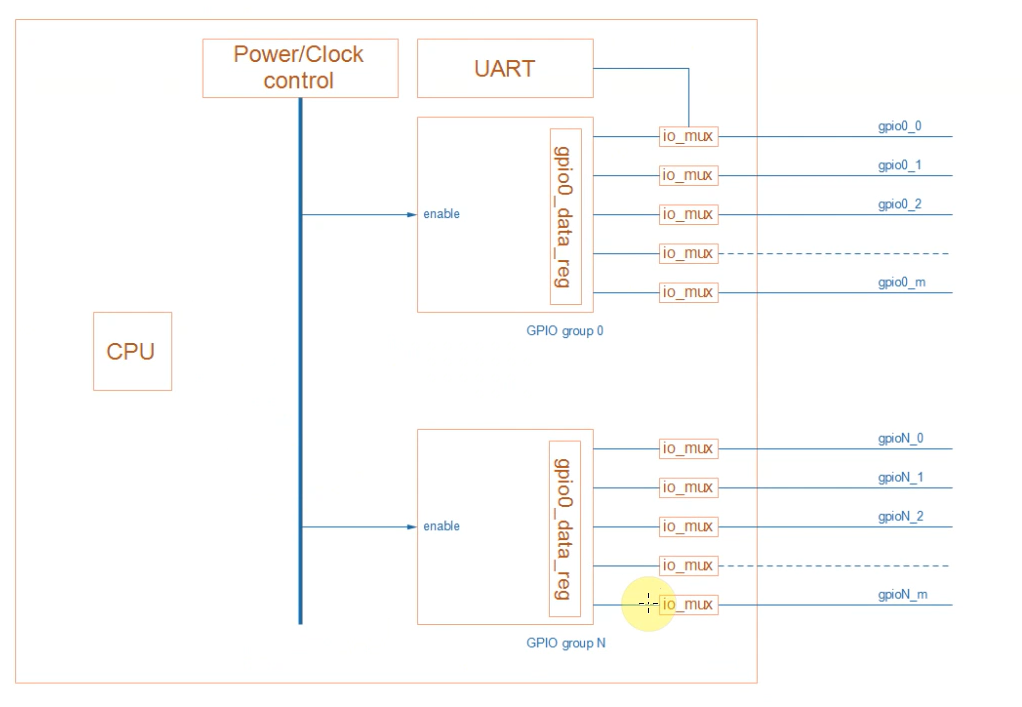 Power/Clock
control
UART
io_mux
gpio0_0
io_mux
gpio0_1
gpio0_data_reg
enable
io_mux
gpio0_2
io_mux
io_mux
gpio0_m
GPIO group 0
CPU
io_mux
gpioN_0
io_mux
gpioN_1
gpio0_data_reg
enable
io_mux
gpioN_2
io_mux
io_mux
gpioN_m
GPIO group N